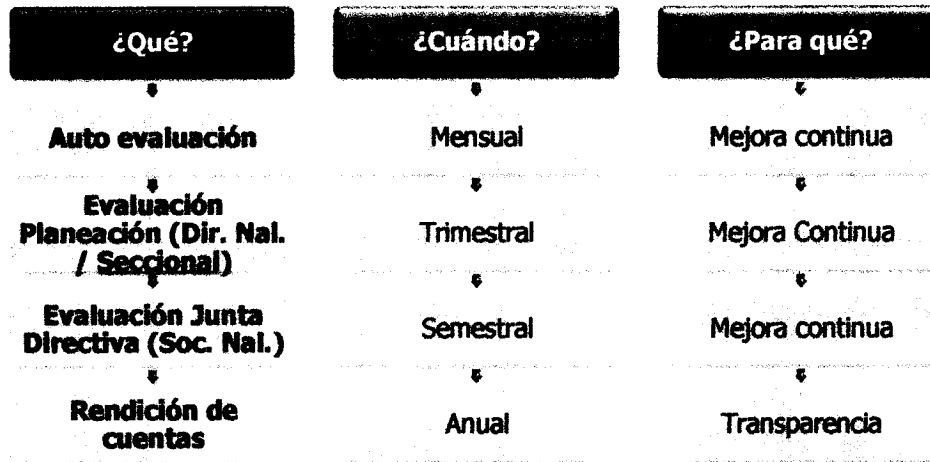 ¿Qué?
¿Cuándo?
¿Para qué?
Auto evaluación
Mensual
Mejora continua
Evaluación
Planeación (Dir. Nal.
/ Seccional)
Trimestral
Mejora Continua
Evaluación Junta
Directiva (Soc. Nal.)
Semestral
Mejora continua
Rendición de
cuentas
Anual
Transparencia